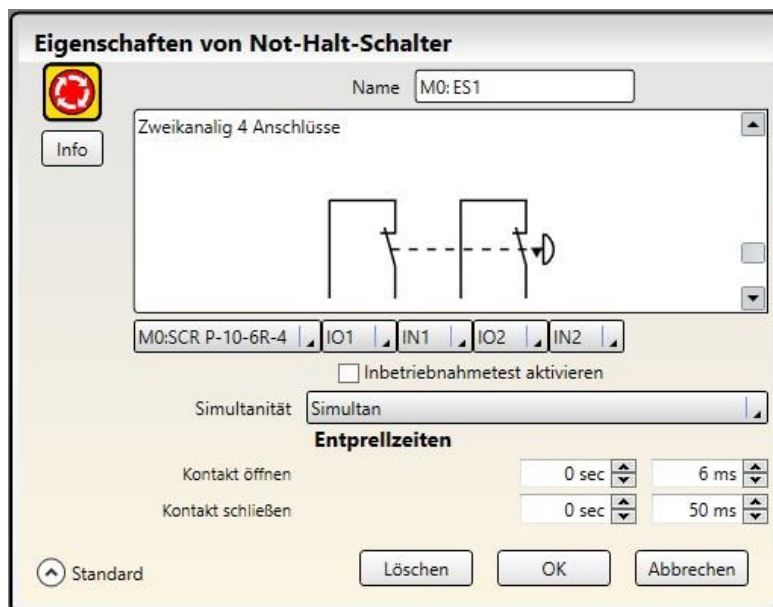 Eigenschaften von Not-Halt-Schalter
Name M0: ES1
Info
Zweikanalig 4 Anschlüsse
M0:SCR P-10-6R-4 IO1 IN1 IO2 IN2
Inbetriebnahmetest aktivieren
Simultanität Simultan
Entprellzeiten
Kontakt öffnen 0 sec 6 ms
Kontakt schließen 0 sec 50 ms
Standard Löschen OK Abbrechen